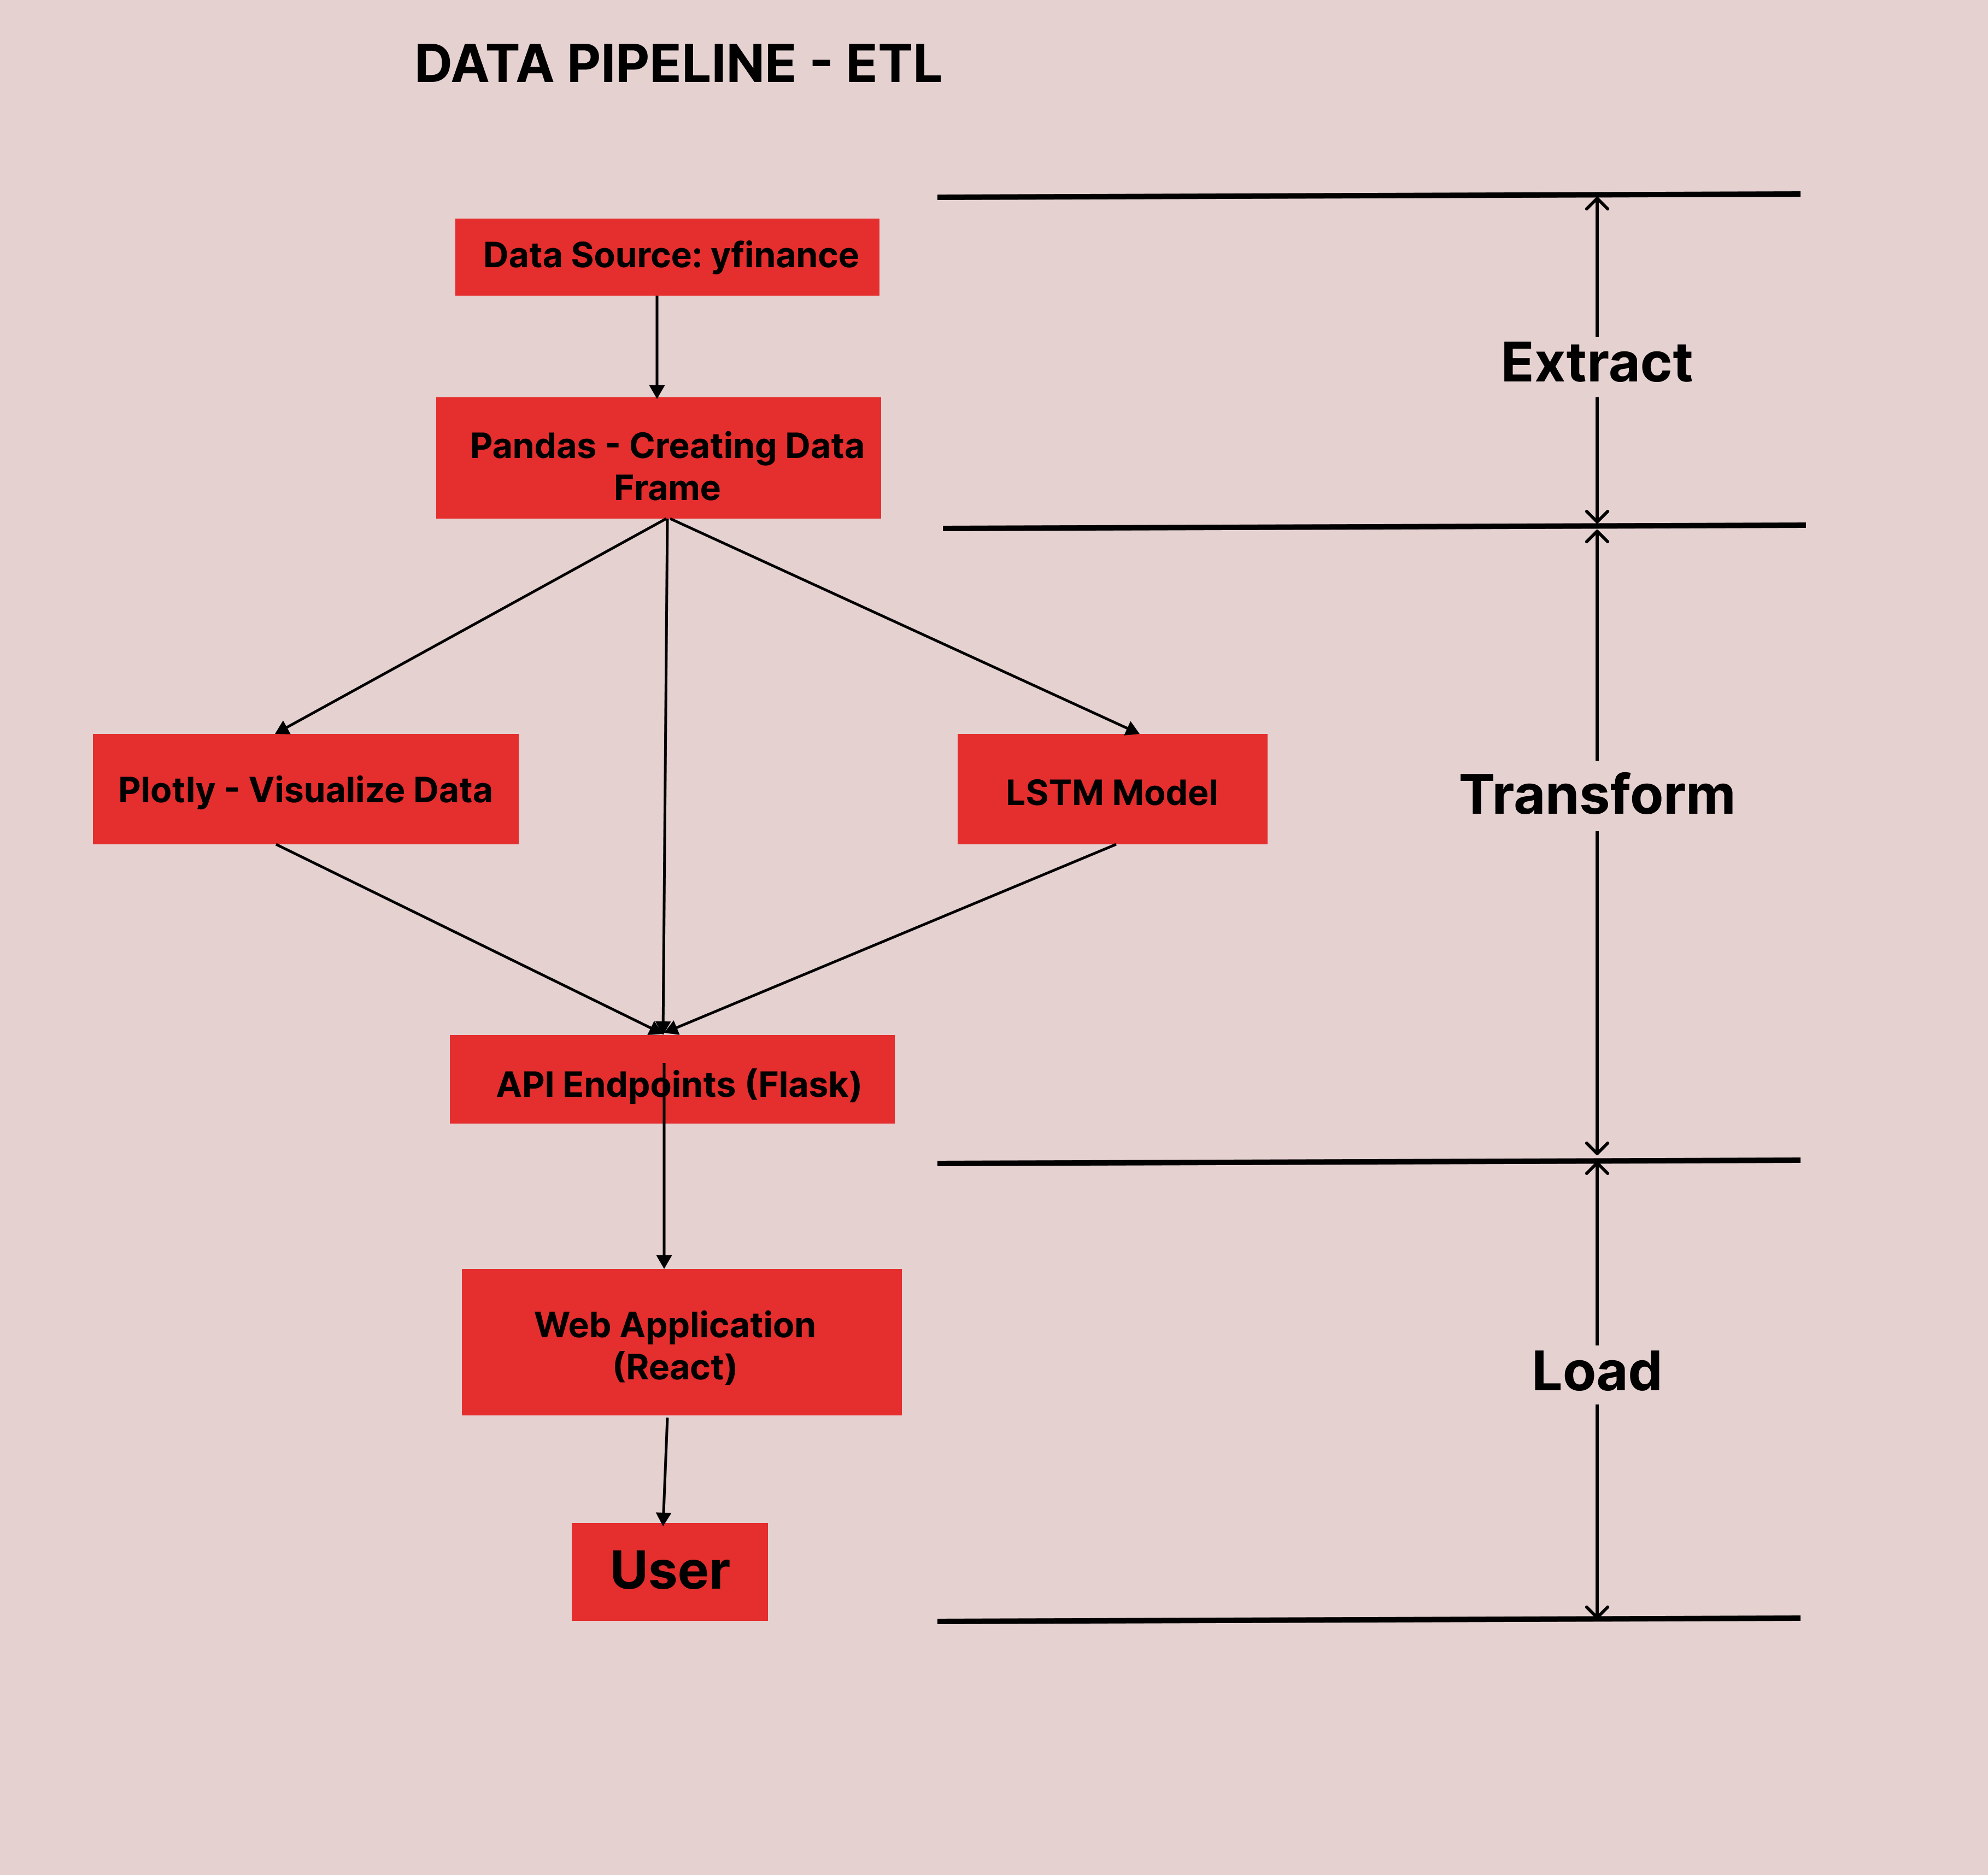 DATA PIPELINE - ETL
Data Source: yfinance
Extract
Pandas - Creating Data
Frame
Plotly - Visualize Data
LSTM Model
Transform
API Endpoints (Flask)
Web Application
(React)
Load
User